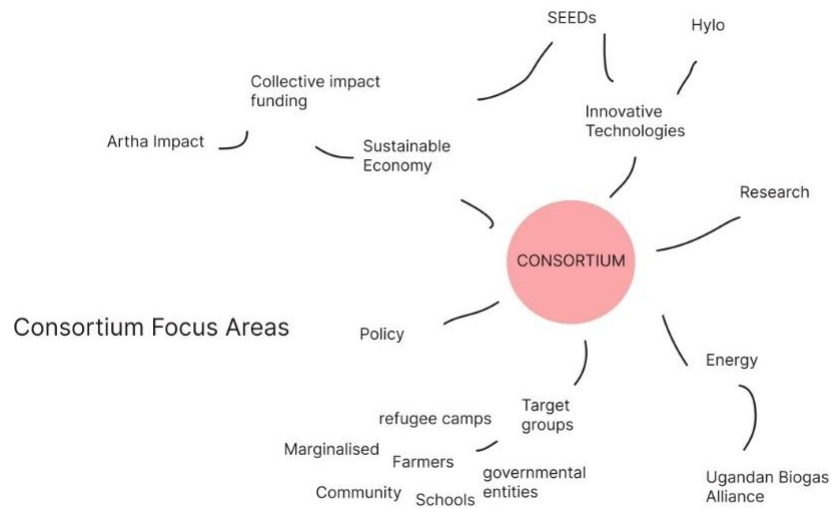 SEEDs
Hylo
Collective impact
funding
Innovative
Technologies
Artha Impact
Sustainable
Economy
Research
CONSORTIUM
Consortium Focus Areas
Policy
Energy
Target
groups
refugee camps
Marginalised
Farmers
governmental
entities
Community
Schools
Ugandan Biogas
Alliance